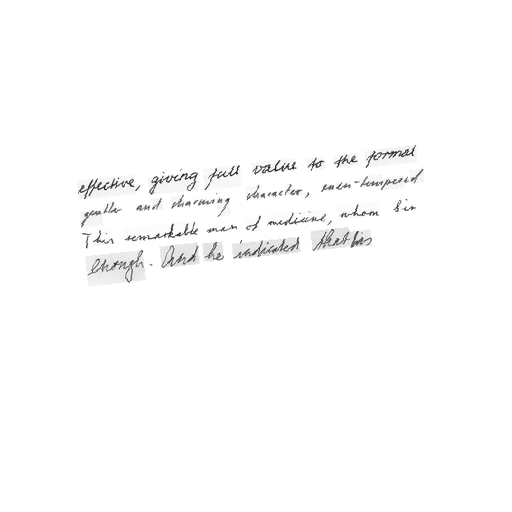 effective, giving full value to the formal
gentle and charming character, even-tempered
This remarkable man of medicine, whom Sir
Enough. And he indicated that his